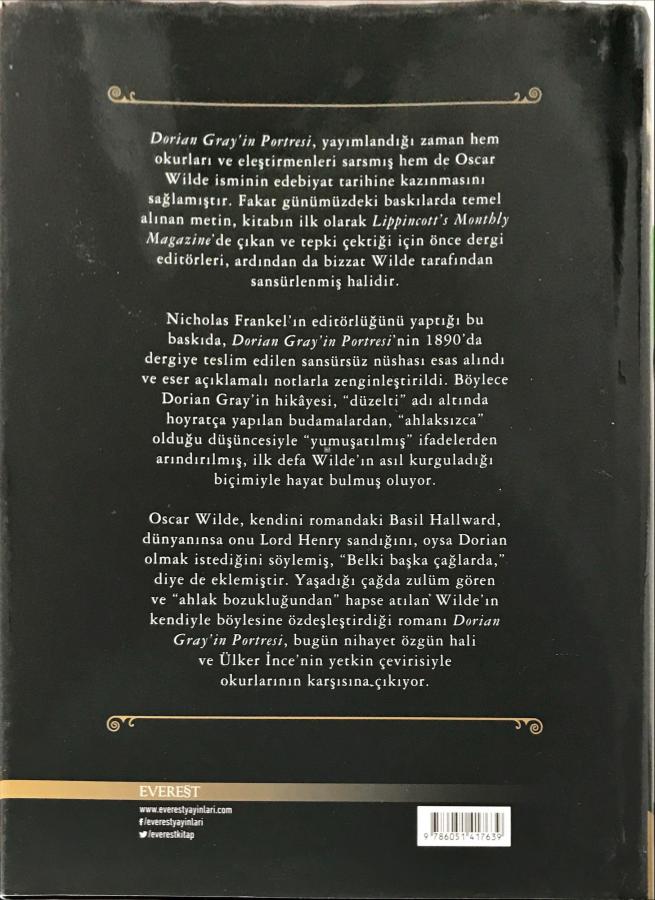 Dorian Gray'in Portresi, yayımlandığı zaman hem
okurları ve eleştirmenleri sarsmış hem de Oscar
Wilde isminin edebiyat tarihine kazınmasını
sağlamıştır. Fakat günümüzdeki baskılarda temel
alınan metin, kitabın ilk olarak Lippincott's Monthly
Magazine'de çıkan ve tepki çektiği için önce dergi
editörleri, ardından da bizzat Wilde tarafından
sansürlenmiş halidir.
Nicholas Frankel'ın editörlüğünü yaptığı bu
baskıda, Dorian Gray'in Portresi'nin 1890'da
dergiye teslim edilen sansürsüz nüshası esas alındı
ve eser açıklamalı notlarla zenginleştirildi. Böylece
Dorian Gray'in hikâyesi, “düzelti” adı altında
hoyratça yapılan budamalardan, “ahlaksızca”
olduğu düşüncesiyle “yumuşatılmış” ifadelerden
arındırılmış, ilk defa Wilde'ın asıl kurguladığı
biçimiyle hayat bulmuş oluyor.
Oscar Wilde, kendini romandaki Basil Hallward,
dünyanınsa onu Lord Henry sandığını, oysa Dorian
olmak istediğini söylemiş, “Belki başka çağlarda,”
diye de eklemiştir. Yaşadığı çağda zulüm gören
ve “ahlak bozukluğundan” hapse atılan Wilde'ın
kendiyle böylesine özdeşleştirdiği romanı Dorian
Gray'in Portresi, bugün nihayet özgün hali
ve Ülker İnce'nin yetkin çevirisiyle
okurlarının karşısına çıkıyor.
EVEREST
www.everestyayinlari.com
/everestyayinlari
/everestkitap
9 786051 417639